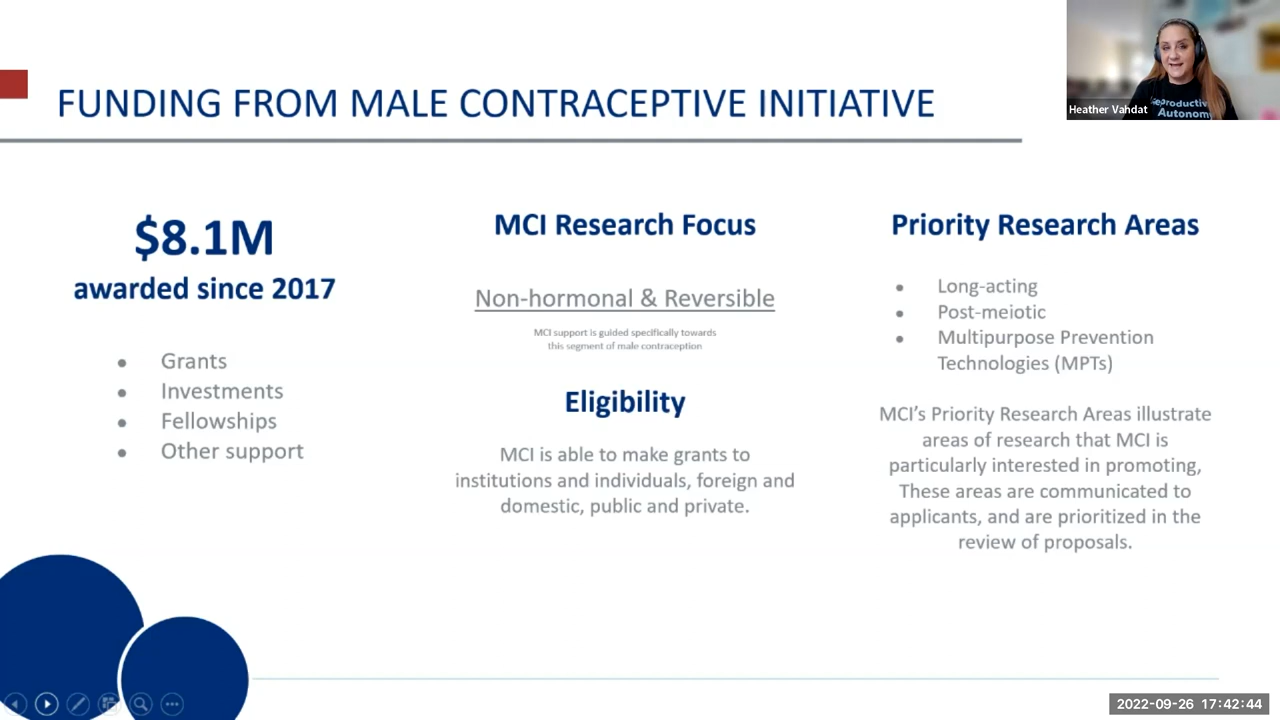 FUNDING FROM MALE CONTRACEPTIVE INITIATIVE
Heather Vahdat
Reproductive
Autonomy
$8.1M
awarded since 2017
• Grants
• Investments
• Fellowships
• Other support
MCI Research Focus
Non-hormonal & Reversible
MCI support is guided specifically towards
this segment of male contraception
Eligibility
MCI is able to make grants to
institutions and individuals, foreign and
domestic, public and private.
Priority Research Areas
• Long-acting
• Post-meiotic
• Multipurpose Prevention
Technologies (MPTs)
MCI’s Priority Research Areas illustrate
areas of research that MCI is
particularly interested in promoting,
These areas are communicated to
applicants, and are prioritized in the
review of proposals.
2022-09-26 17:42:44